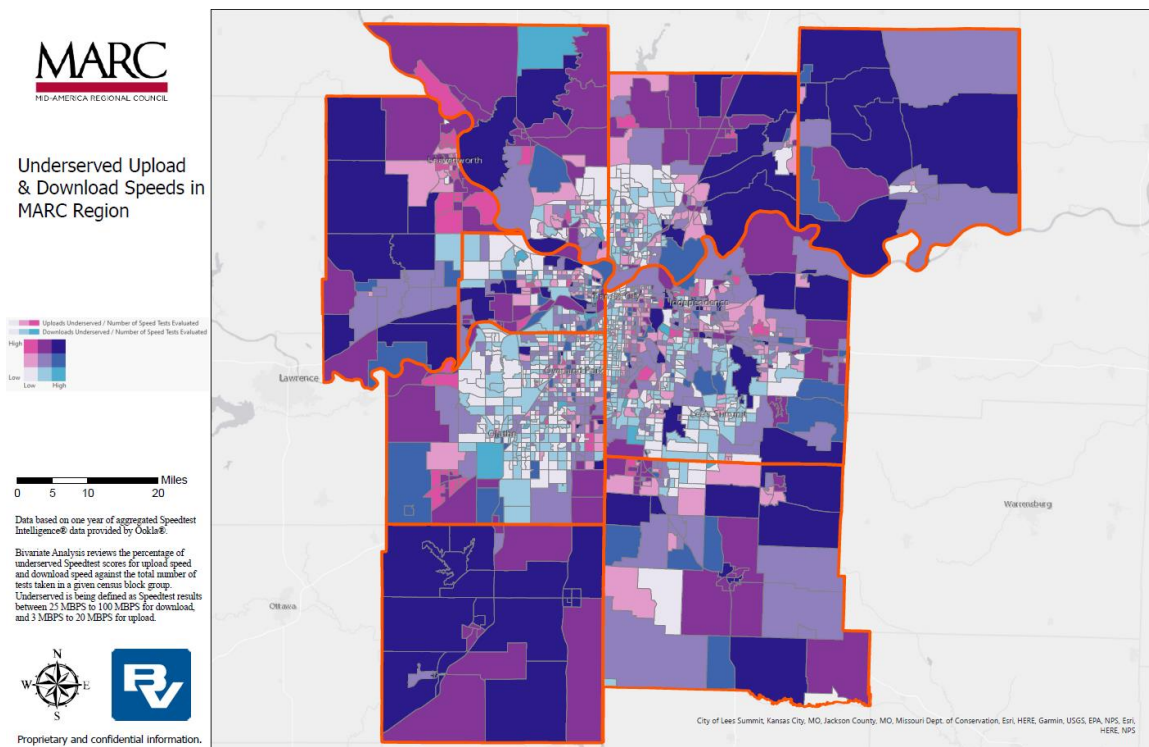 MARC
MID-AMERICA REGIONAL COUNCIL
Underserved Upload
& Download Speeds in
MARC Region
Uploads Underserved / Number of Speed Tests Evaluated
Downloads Underserved / Number of Speed Tests Evaluated
High
Low
Low
High
Miles
0 5 10 20
Data based on one year of aggregated Speedtest
Intelligence® data provided by Ookla®.
Bivariate Analysis reviews the percentage of
underserved Speedtest scores for upload speed
and download speed against the total number of
tests taken in a given census block group.
Underserved is being defined as Speedtest results
between 25 MBPS to 100 MBPS for download,
and 3 MBPS to 20 MBPS for upload.
N
W E
S
BV
Proprietary and confidential information.
Leavenworth
Independence
Lawrence
Lee's Summit
Olathe
Warrensburg
Ottawa
City of Lees Summit, Kansas City, MO, Jackson County, MO, Missouri Dept. of Conservation, Esri, HERE, Garmin, USGS, EPA, NPS, Esri,
HERE, NPS